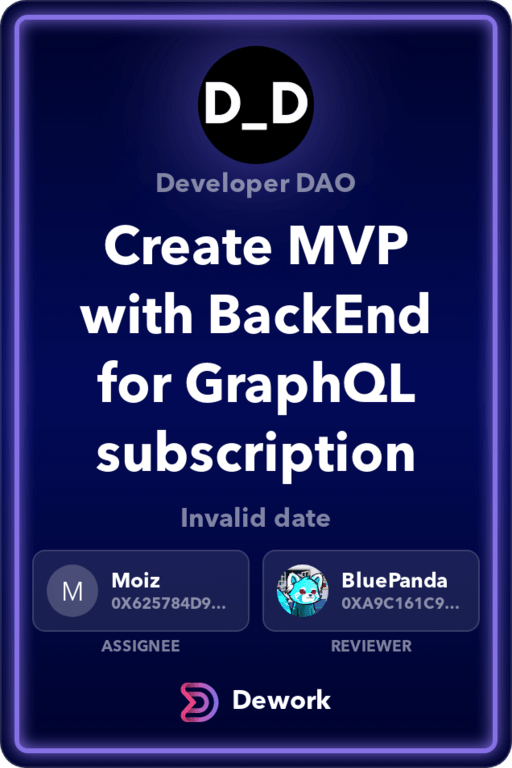 D_D
Developer DAO
Create MVP
with BackEnd
for GraphQL
subscription
Invalid date
M
Moiz
0X625784D9...
BluePanda
0XA9C161C9...
ASSIGNEE
REVIEWER
Dework